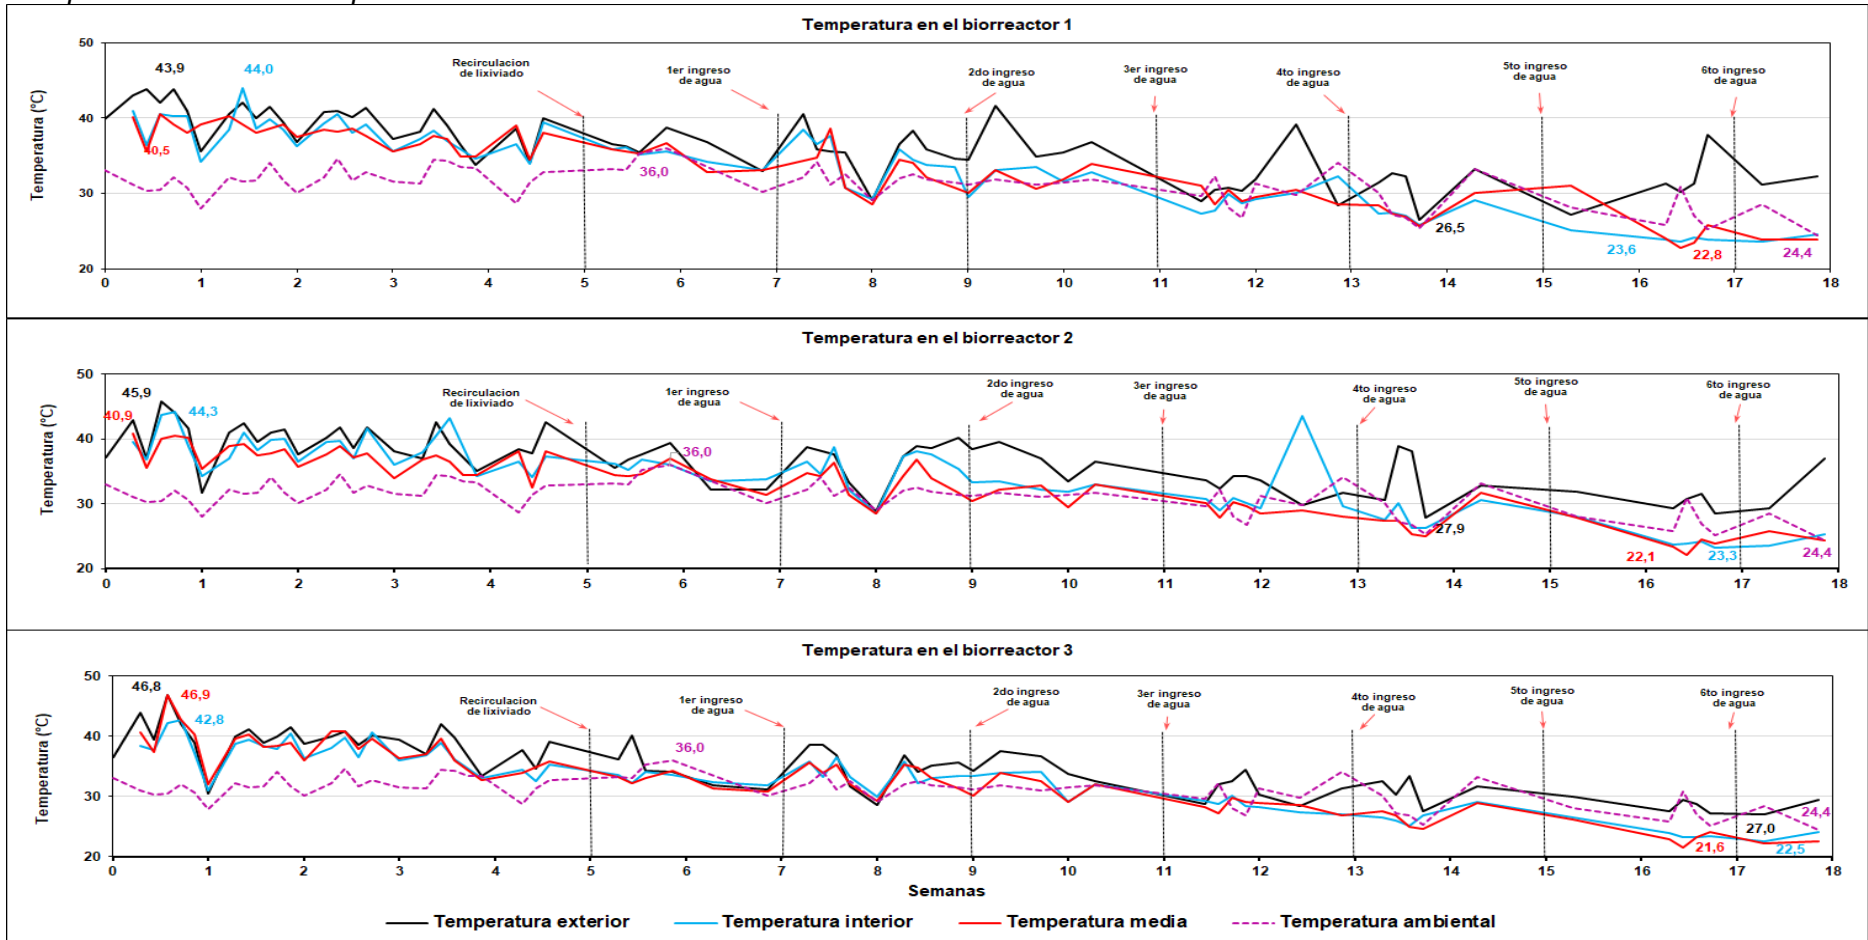 Temperatura en el biorreactor 1
Temperatura (°C)
50
40
30
20
43,9
44,0
40,5
Recirculacion
de lixiviado
36,0
1er ingreso
de agua
2do ingreso
de agua
3er ingreso
de agua
4to ingreso
de agua
26,5
5to ingreso
de agua
23,6
6to ingreso
de agua
22,8
24,4
0 1 2 3 4 5 6 7 8 9 10 11 12 13 14 15 16 17 18
Temperatura en el biorreactor 2
Temperatura (°C)
50
40
30
20
45,9
40,9
44,3
Recirculacion
de lixiviado
36,0
1er ingreso
de agua
2do ingreso
de agua
3er ingreso
de agua
4to ingreso
de agua
27,9
5to ingreso
de agua
22,1
6to ingreso
de agua
23,3
24,4
0 1 2 3 4 5 6 7 8 9 10 11 12 13 14 15 16 17 18
Temperatura en el biorreactor 3
Temperatura (°C)
50
40
30
20
46,8
46,9
42,8
Recirculacion
de lixiviado
36,0
1er ingreso
de agua
2do ingreso
de agua
3er ingreso
de agua
4to ingreso
de agua
5to ingreso
de agua
6to ingreso
de agua
21,6
27,0
22,5
24,4
0 1 2 3 4 5 6 7 8 9 10 11 12 13 14 15 16 17 18
Semanas
Temperatura exterior Temperatura interior Temperatura media Temperatura ambiental